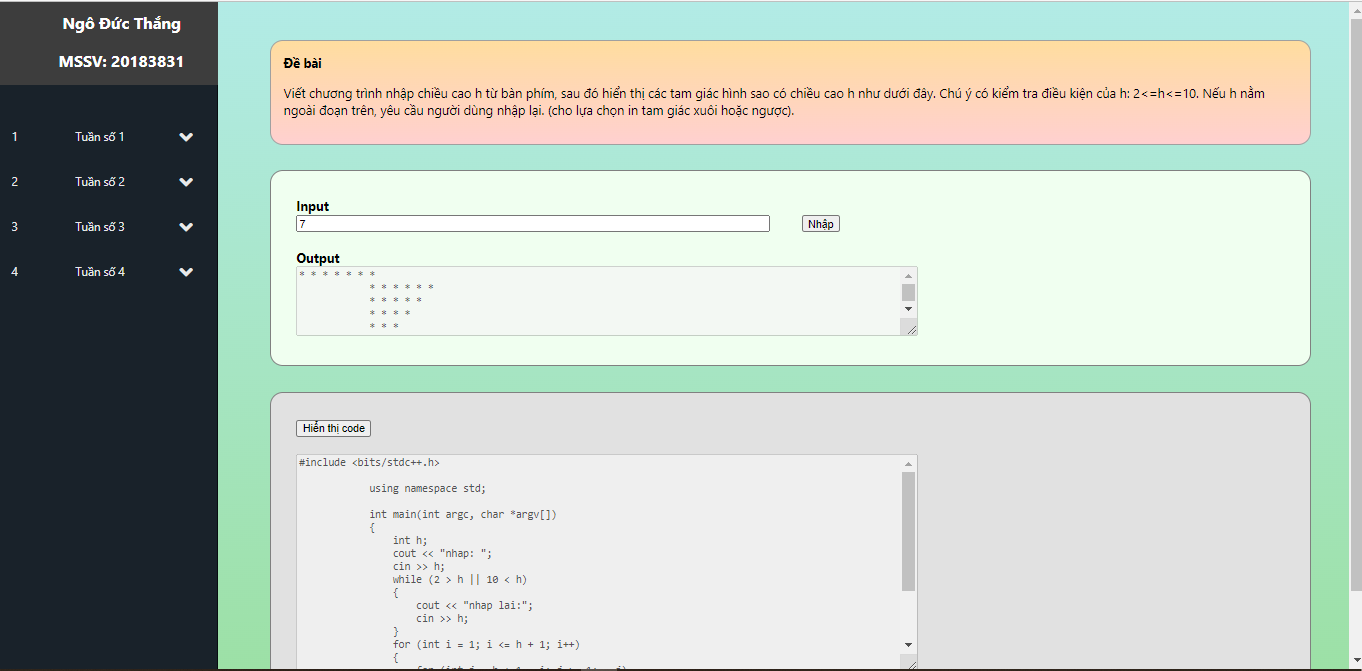 Ngô Đức Thắng
MSSV: 20183831
1 Tuần số 1
2 Tuần số 2
3 Tuần số 3
4 Tuần số 4
Đề bài
Viết chương trình nhập chiều cao h từ bàn phím, sau đó hiển thị các tam giác hình sao có chiều cao h như dưới đây. Chú ý có kiểm tra điều kiện của h: 2<=h<=10. Nếu h nằm
ngoài đoạn trên, yêu cầu người dùng nhập lại. (cho lựa chọn in tam giác xuôi hoặc ngược).
Input
7 Nhập
Output
* * * * * * *
* * * * * *
* * * * *
* * * *
* * *
Hiển thị code
#include <bits/stdc++.h>
using namespace std;
int main(int argc, char *argv[])
{
int h;
cout << "nhap: ";
cin >> h;
while (2 > h || 10 < h)
{
cout << "nhap lai:";
cin >> h;
}
for (int i = 1; i <= h + 1; i++)
{